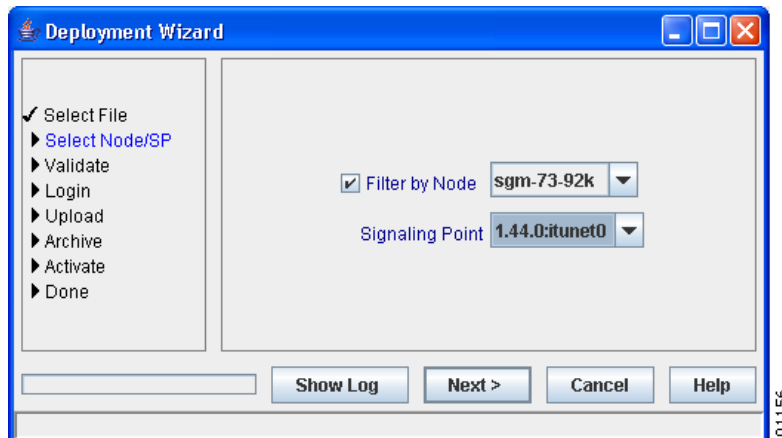 Deployment Wizard
Select File
Select Node/SP
Validate
Login
Upload
Archive
Activate
Done
Filter by Node sgm-73-92k
Signaling Point 1.44.0:itunet0
Show Log Next > Cancel Help